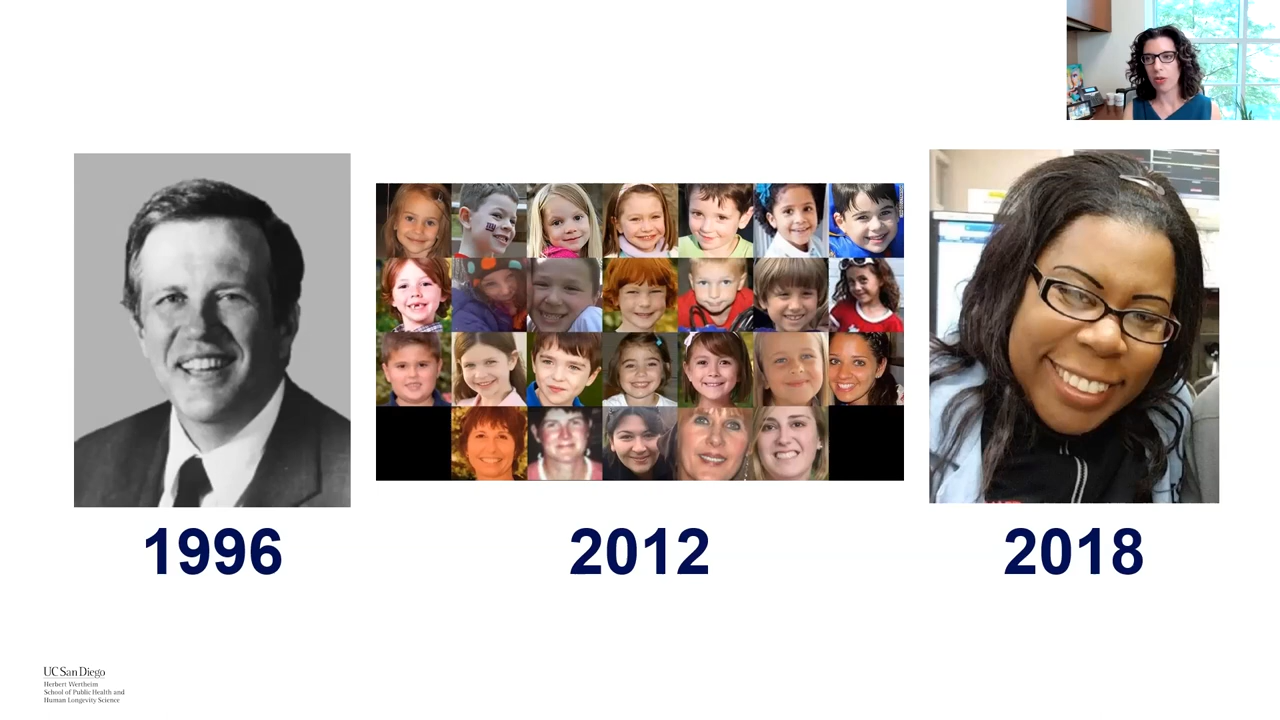 1996
2012
2018
UC San Diego
Herbert Wertheim
School of Public Health and
Human Longevity Science